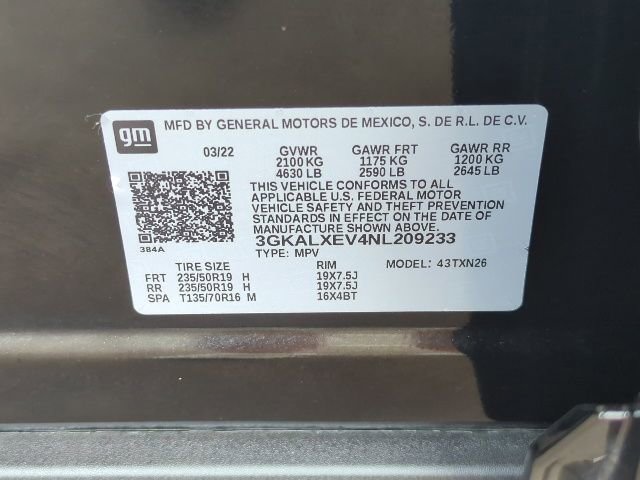 gm MFD BY GENERAL MOTORS DE MEXICO, S. DE R.L. DE C.V.
03/22 GVWR GAWR FRT GAWR RR
2100 KG 1175 KG 1200 KG
4630 LB 2590 LB 2645 LB
THIS VEHICLE CONFORMS TO ALL
APPLICABLE U.S. FEDERAL MOTOR
VEHICLE SAFETY AND THEFT PREVENTION
STANDARDS IN EFFECT ON THE DATE OF
MANUFACTURE SHOWN ABOVE.
384A 3GKALXEV4NL209233
TYPE: MPV
TIRE SIZE RIM MODEL: 43TXN26
FRT 235/50R19 H 19X7.5J
RR 235/50R19 H 19X7.5J
SPA T135/70R16 M 16X4BT